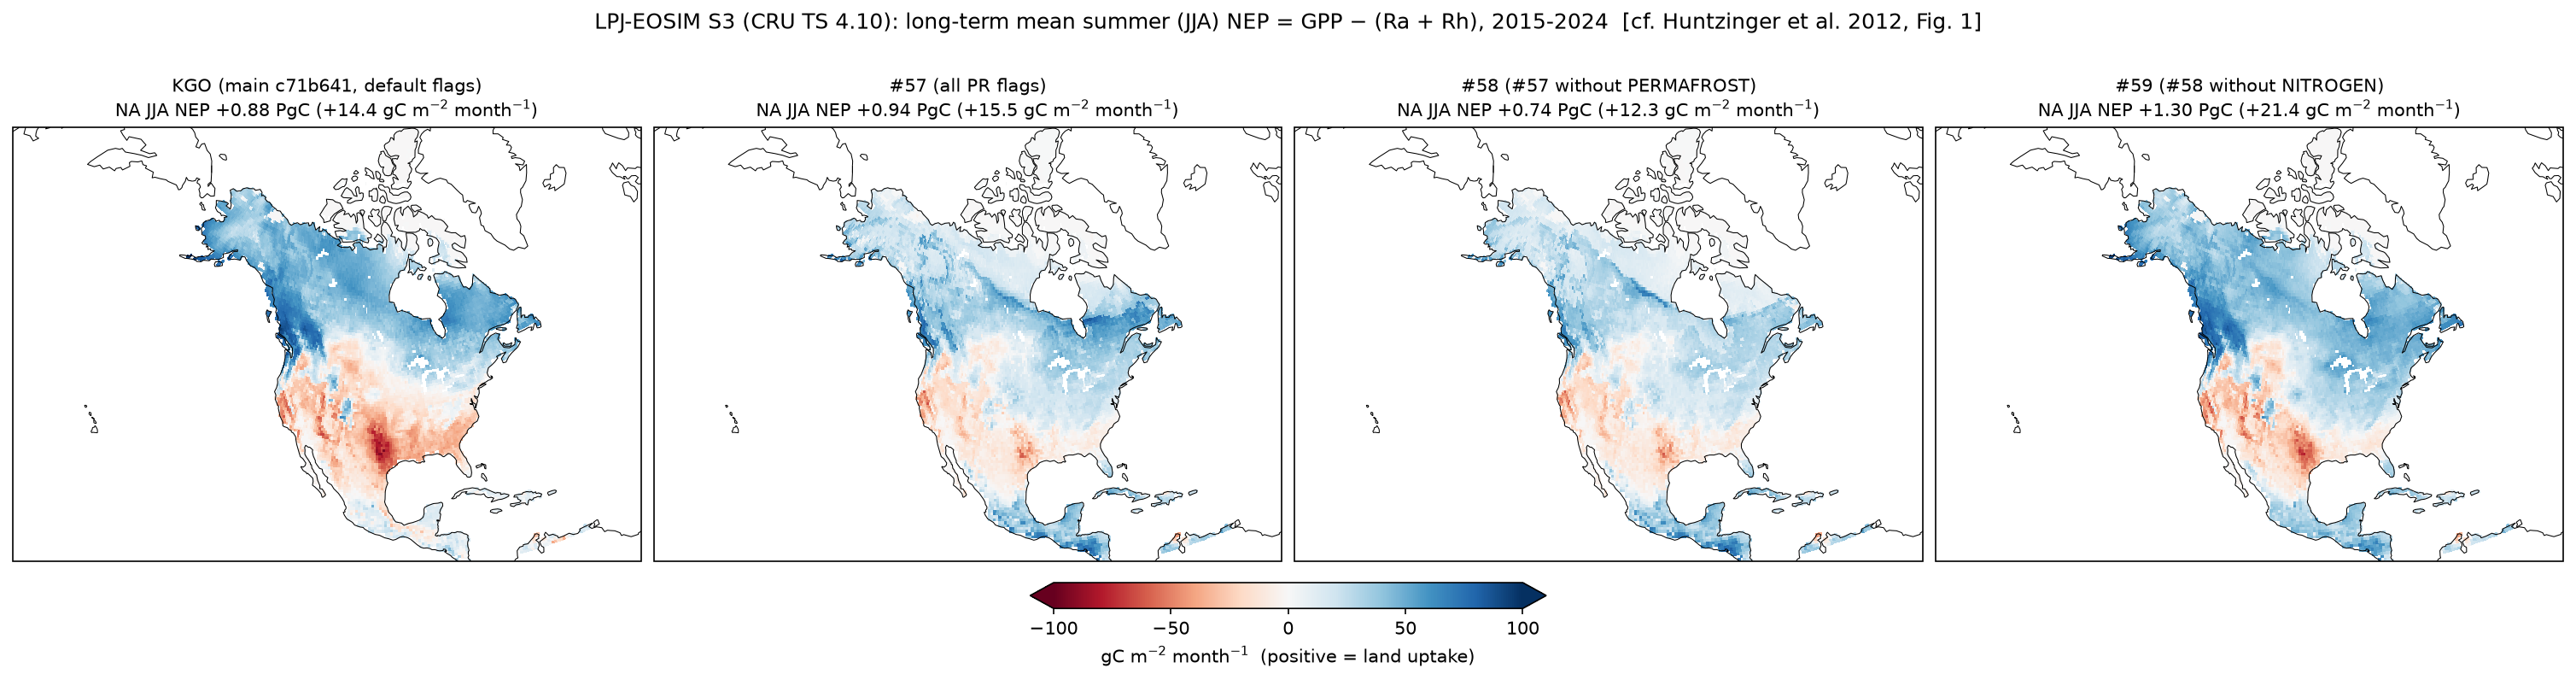 LPJ-EOSIM S3 (CRU TS 4.10): long-term mean summer (JJA) NEP = GPP − (Ra + Rh), 2015-2024 [cf. Huntzinger et al. 2012, Fig. 1]
KGO (main c71b641, default flags)
NA JJA NEP +0.88 PgC (+14.4 gC m⁻² month⁻¹)
#57 (all PR flags)
NA JJA NEP +0.94 PgC (+15.5 gC m⁻² month⁻¹)
#58 (#57 without PERMAFROST)
NA JJA NEP +0.74 PgC (+12.3 gC m⁻² month⁻¹)
#59 (#58 without NITROGEN)
NA JJA NEP +1.30 PgC (+21.4 gC m⁻² month⁻¹)
−100 −50 0 50 100
gC m⁻² month⁻¹ (positive = land uptake)